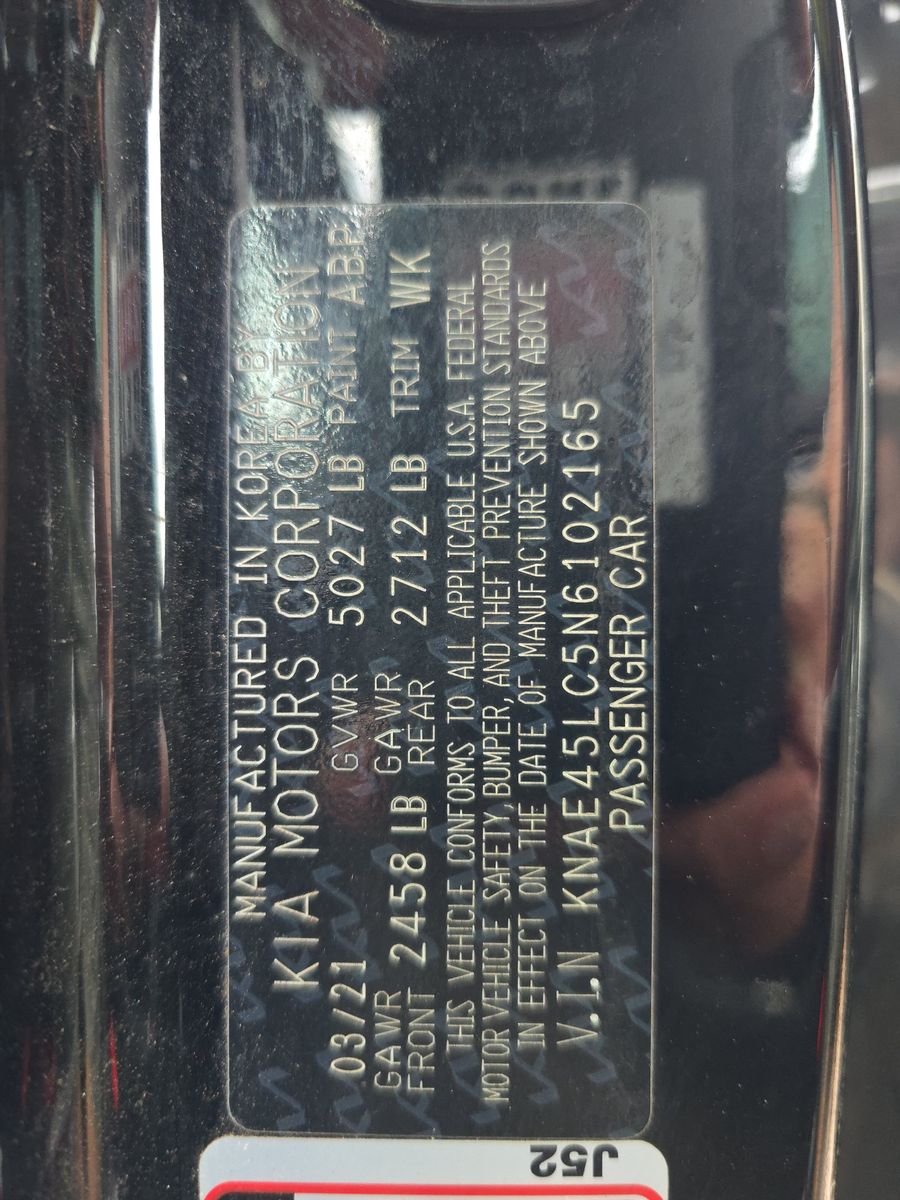 MANUFACTURED IN KOREA BY
KIA MOTORS CORPORATION
03/21 GVWR 5027 LB PAINT ABP
GAWR FRONT 2458 LB GAWR REAR 2712 LB TRIM WK
THIS VEHICLE CONFORMS TO ALL APPLICABLE U.S.A. FEDERAL
MOTOR VEHICLE SAFETY, BUMPER, AND THEFT PREVENTION STANDARDS
IN EFFECT ON THE DATE OF MANUFACTURE SHOWN ABOVE
V.I.N KNAE45LC5N6102165
PASSENGER CAR
J52